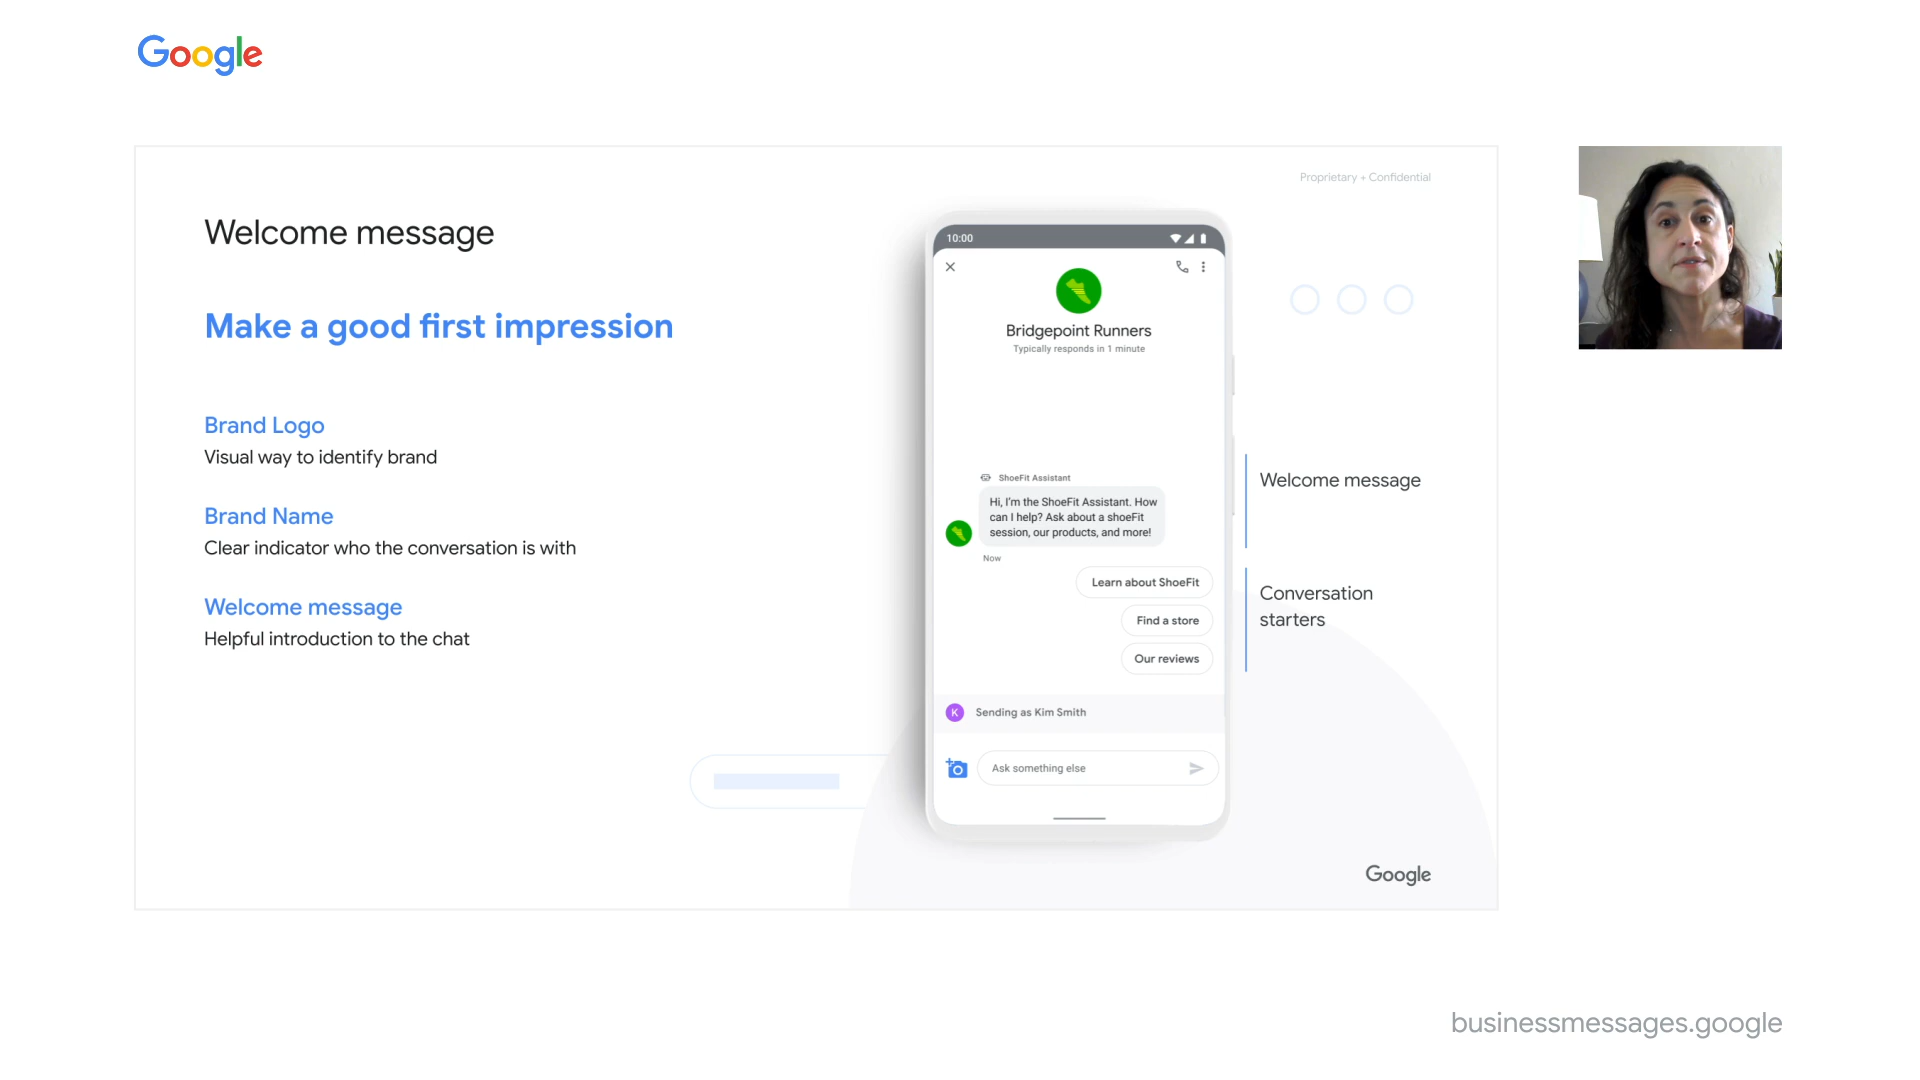 Google
Proprietary + Confidential
Welcome message
Make a good first impression
Brand Logo
Visual way to identify brand
Brand Name
Clear indicator who the conversation is with
Welcome message
Helpful introduction to the chat
10:00
Bridgepoint Runners
Typically responds in 1 minute
ShoeFit Assistant
Hi, I'm the ShoeFit Assistant. How
can I help? Ask about a shoeFit
session, our products, and more!
Now
Learn about ShoeFit
Find a store
Our reviews
K Sending as Kim Smith
Ask something else
Welcome message
Conversation
starters
Google
businessmessages.google